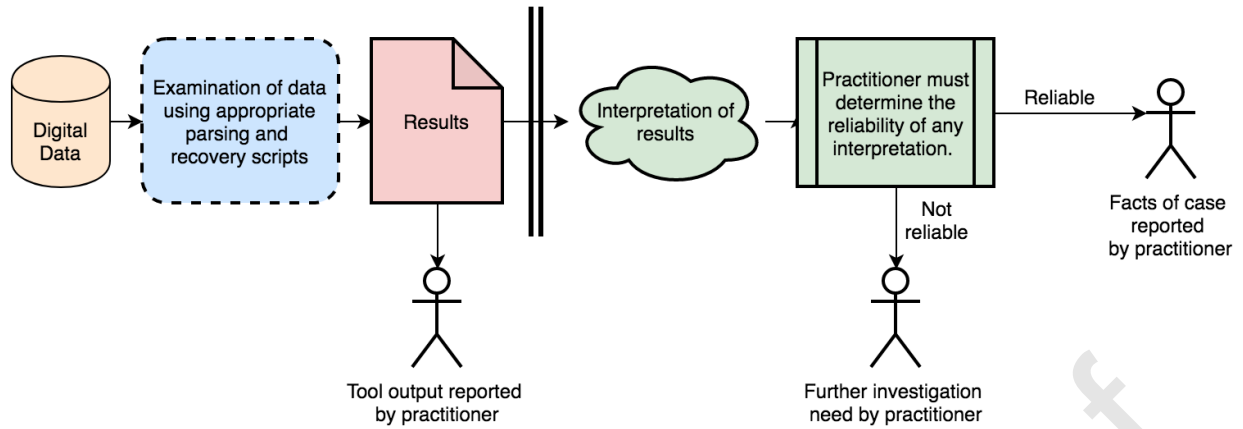 Digital
Data
Examination of data
using appropriate
parsing and
recovery scripts
Results
Interpretation of
results
Practitioner must
determine the
reliability of any
interpretation.
Reliable
Not
reliable
Facts of case
reported
by practitioner
Tool output reported
by practitioner
Further investigation
need by practitioner
f